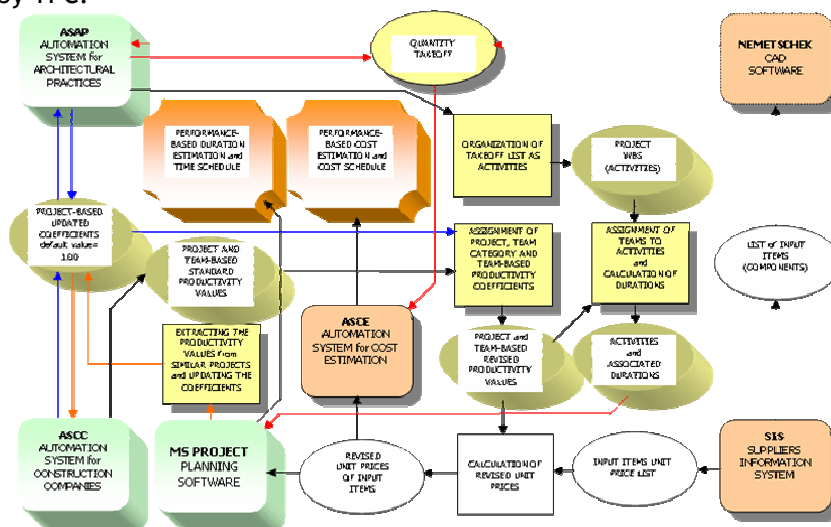 by TPC.
ASAP
AUTOMATION
SYSTEM for
ARCHITECTURAL
PRACTICES
QUANTITY
TAKEOFF
NEMETSCHEK
CAD
SOFTWARE
PERFORMANCE-
BASED DURATION
ESTIMATION and
TIME SCHEDULE
PERFORMANCE-
BASED COST
ESTIMATION and
COST SCHEDULE
ORGANIZATION OF
TAKEOFF LIST AS
ACTIVITIES
PROJECT
WBS
(ACTIVITIES)
PROJECT-BASED
UPDATED
COEFFICIENTS
default value=
1.00
PROJECT AND
TEAM-BASED
STANDARD
PRODUCTIVITY
VALUES
ASSIGNMENT OF
PROJECT, TEAM
CATEGORY AND
TEAM-BASED
PRODUCTIVITY
COEFFICIENTS
ASSIGNMENT OF
TEAMS TO
ACTIVITIES
and
CALCULATION OF
DURATIONS
LIST of INPUT
ITEMS
(COMPONENTS)
EXTRACTING THE
PRODUCTIVITY
VALUES from
SIMILAR PROJECTS
and UPDATING THE
COEFFICIENTS
ASCE
AUTOMATION
SYSTEM for COST
ESTIMATION
PROJECT and
TEAM-BASED
REVISED
PRODUCTIVITY
VALUES
ACTIVITIES
and
ASSOCIATED
DURATIONS
ASCC
AUTOMATION
SYSTEM for
CONSTRUCTION
COMPANIES
MS PROJECT
PLANNING
SOFTWARE
REVISED
UNIT PRICES
OF INPUT
ITEMS
CALCULATION OF
REVISED UNIT
PRICES
INPUT ITEMS UNIT
PRICE LIST
SIS
SUPPLIERS
INFORMATION
SYSTEM